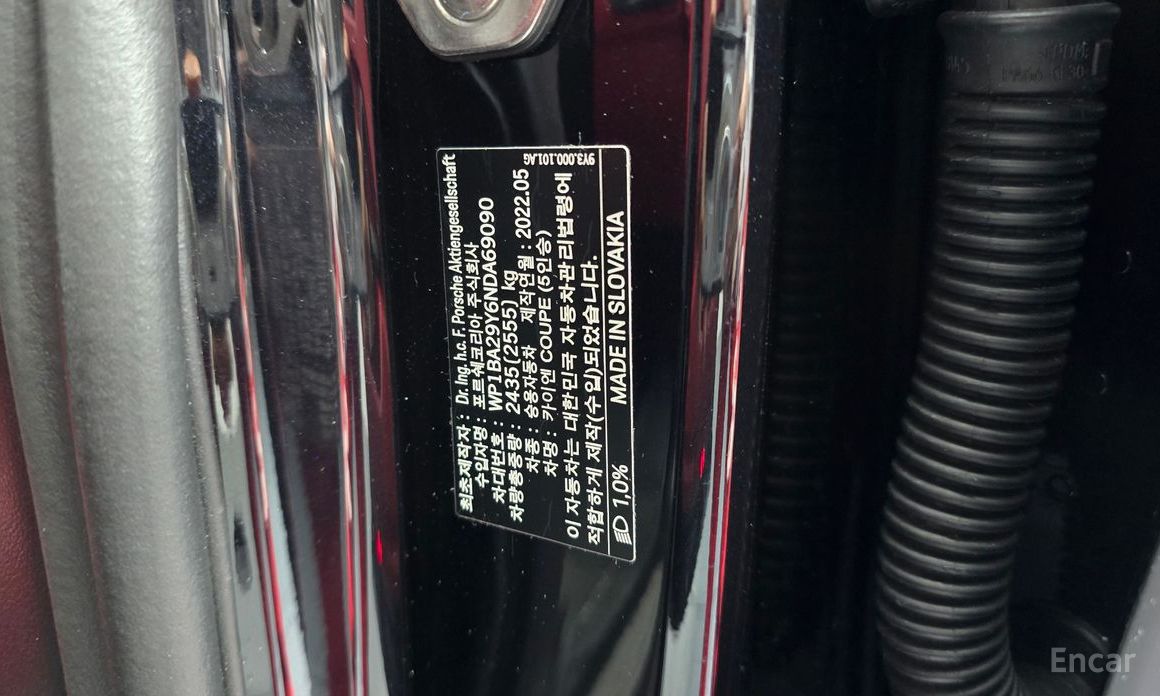 최초제작자 : Dr. Ing. h.c. F. Porsche Aktiengesellschaft
수입자명 : 포르쉐코리아 주식회사
차대번호 : WP1BA29Y6NDA69090
차량총중량 : 2435(2555) kg
차종 : 승용자동차 제작연월 : 2022.05
차명 : 카이엔 COUPE (5인승)
이 자동차는 대한민국 자동차관리법령에
적합하게 제작(수입)되었습니다.
9Y3.000.101.AG
1,0% MADE IN SLOVAKIA
Encar